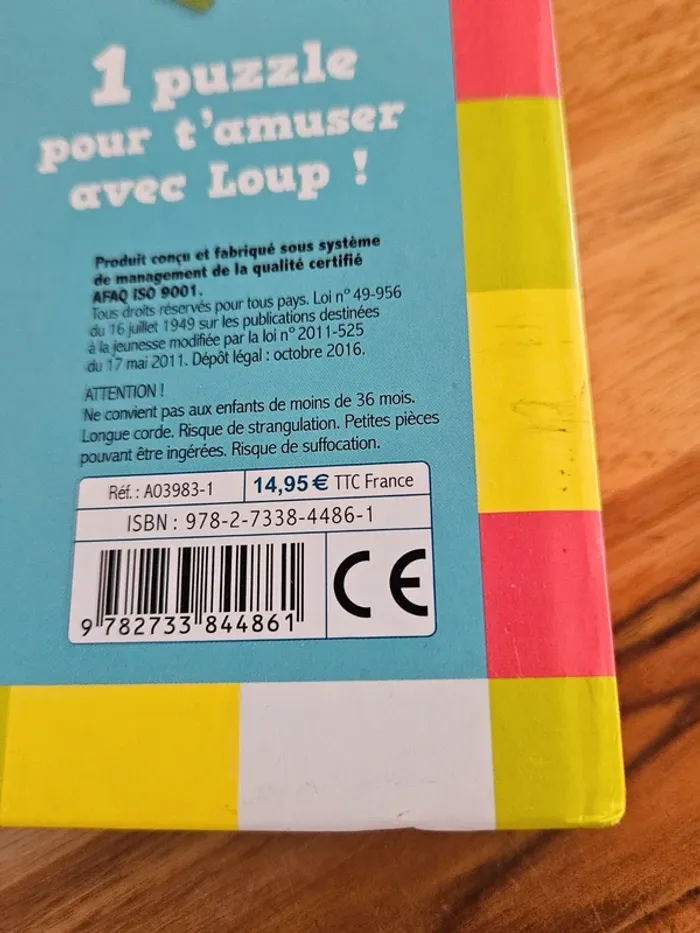 1 puzzle
pour t'amuser
avec Loup !
Produit conçu et fabriqué sous système
de management de la qualité certifié
AFAQ ISO 9001.
Tous droits réservés pour tous pays. Loi n° 49-956
du 16 juillet 1949 sur les publications destinées
à la jeunesse modifiée par la loi n° 2011-525
du 17 mai 2011. Dépôt légal : octobre 2016.
ATTENTION !
Ne convient pas aux enfants de moins de 36 mois.
Longue corde. Risque de strangulation. Petites pièces
pouvant être ingérées. Risque de suffocation.
Réf. : A03983-1 14,95 € TTC France
ISBN : 978-2-7338-4486-1
9 782733 844861
CE